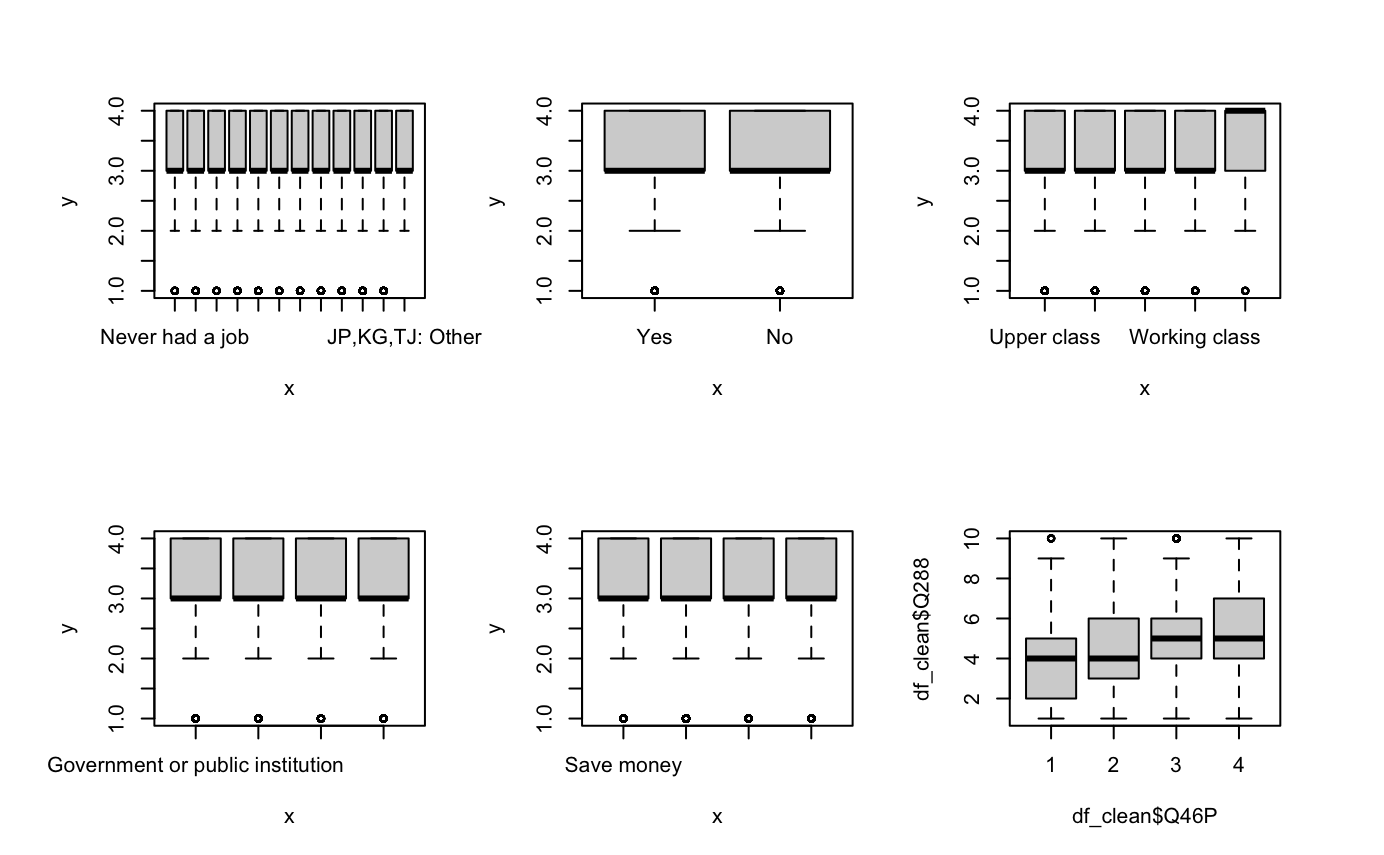 y
1.0 2.0 3.0 4.0
Never had a job JP,KG,TJ: Other
x
y
1.0 2.0 3.0 4.0
Yes No
x
y
1.0 2.0 3.0 4.0
Upper class Working class
x
y
1.0 2.0 3.0 4.0
Government or public institution
x
y
1.0 2.0 3.0 4.0
Save money
x
df_clean$Q288
2 4 6 8 10
1 2 3 4
df_clean$Q46P